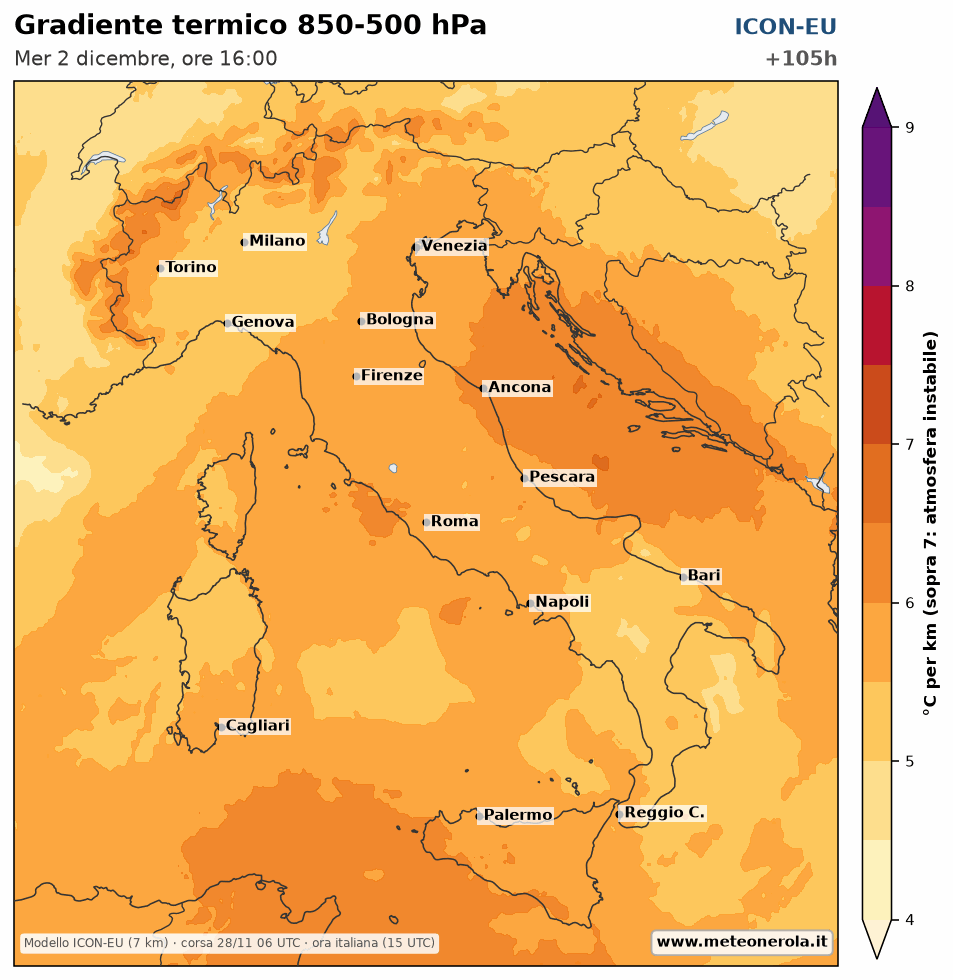 Gradiente termico 850-500 hPa
ICON-EU
Mer 2 dicembre, ore 16:00
+105h
9
8
7
6
5
4
°C per km (sopra 7: atmosfera instabile)
Milano
Venezia
Torino
Genova
Bologna
Firenze
Ancona
Pescara
Roma
Bari
Napoli
Cagliari
Palermo
Reggio C.
Modello ICON-EU (7 km) · corsa 28/11 06 UTC · ora italiana (15 UTC)
www.meteonerola.it